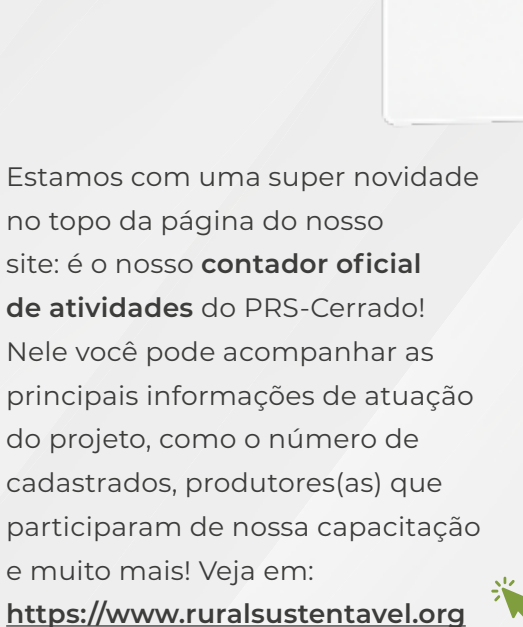 Estamos com uma super novidade
no topo da página do nosso
site: é o nosso contador oficial
de atividades do PRS-Cerrado!
Nele você pode acompanhar as
principais informações de atuação
do projeto, como o número de
cadastrados, produtores(as) que
participaram de nossa capacitação
e muito mais! Veja em:
https://www.ruralsustentavel.org